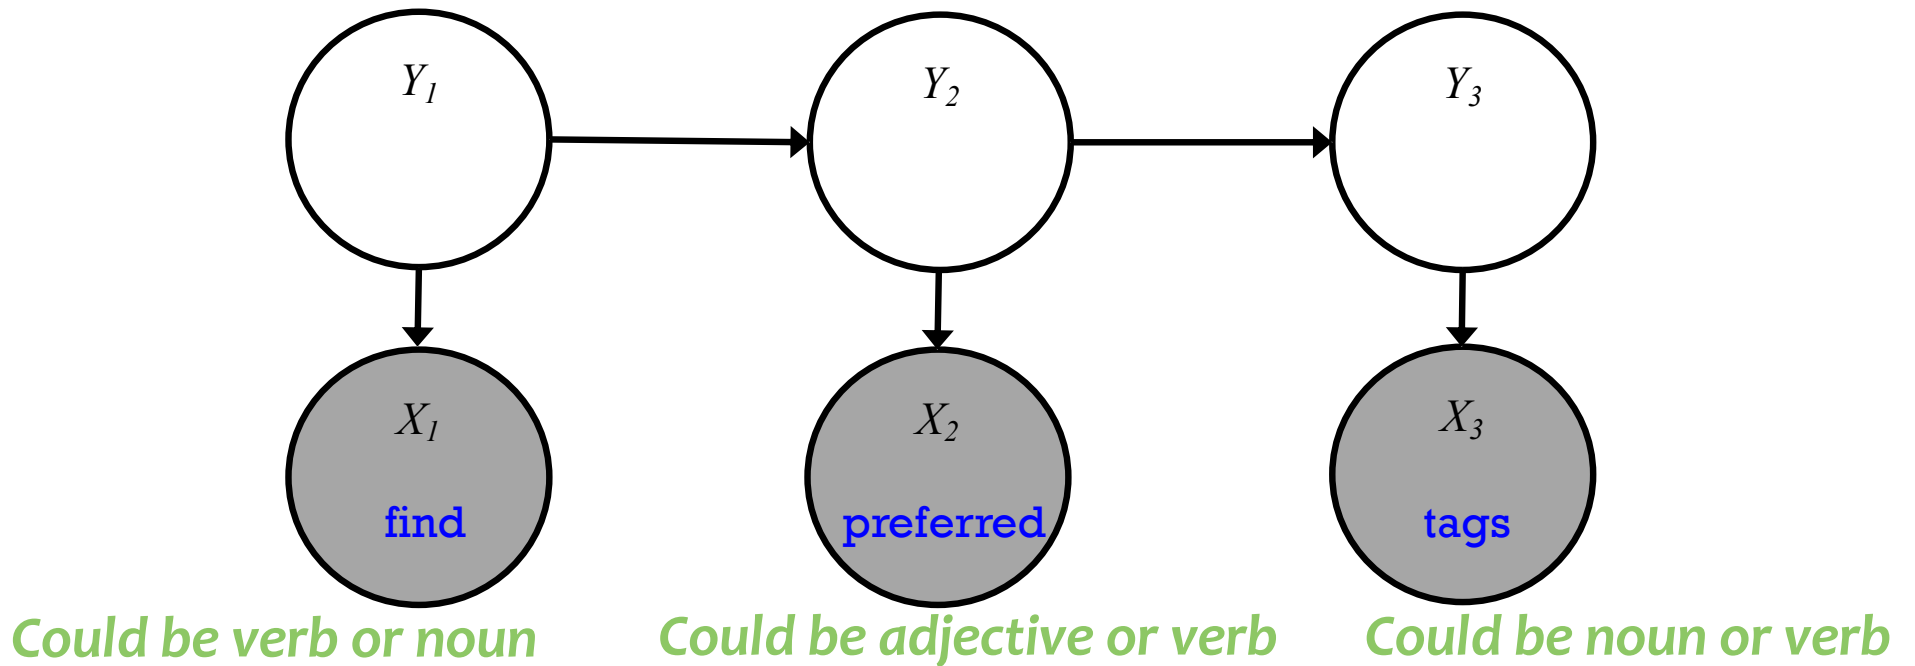 Y1 Y2 Y3
X1 X2 X3
find preferred tags
Could be verb or noun Could be adjective or verb Could be noun or verb